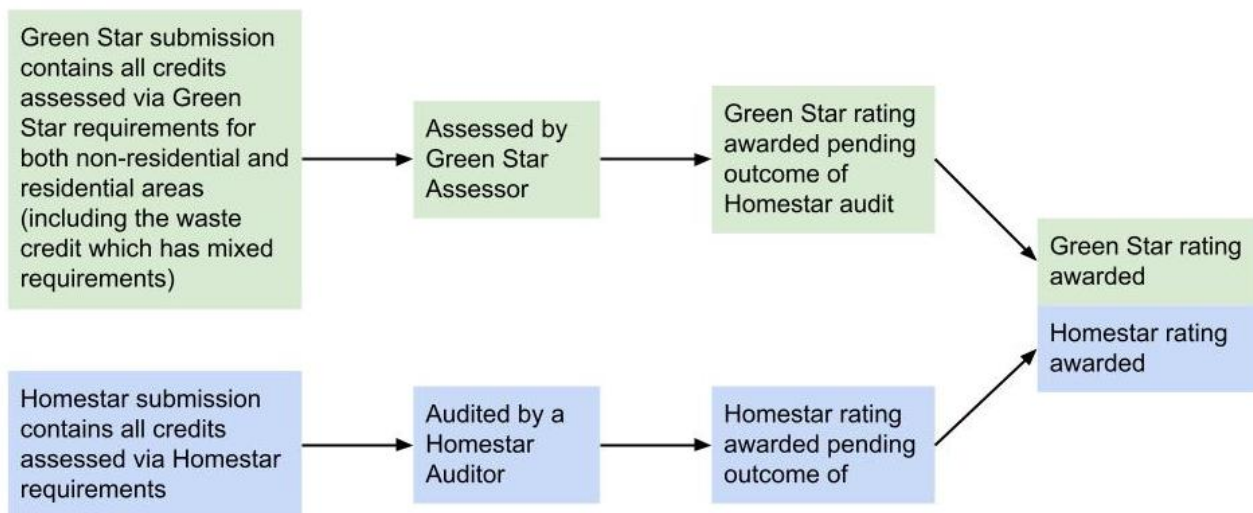 Green Star submission
contains all credits
assessed via Green
Star requirements for
both non-residential and
residential areas
(including the waste
credit which has mixed
requirements)
Assessed by
Green Star
Assessor
Green Star rating
awarded pending
outcome of
Homestar audit
Green Star rating
awarded
Homestar submission
contains all credits
assessed via Homestar
requirements
Audited by a
Homestar
Auditor
Homestar rating
awarded pending
outcome of
Homestar rating
awarded